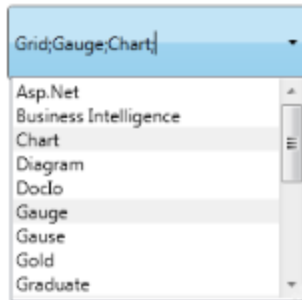 Grid;Gauge;Chart;
Asp.Net
Business Intelligence
Chart
Diagram
DocIo
Gauge
Gause
Gold
Graduate